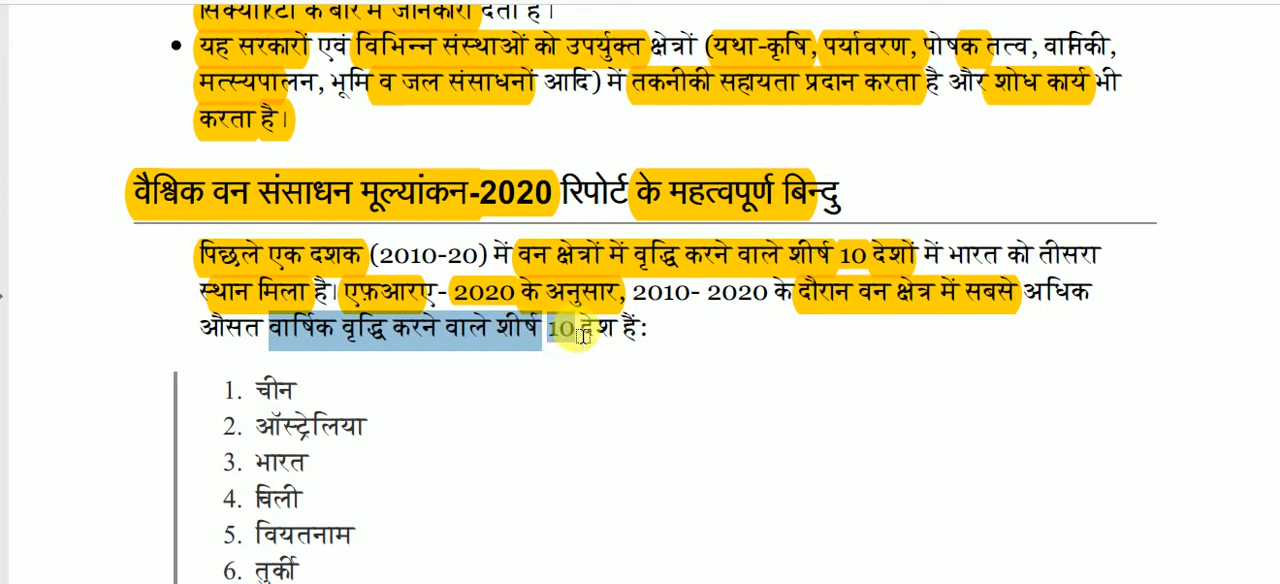 सिक्योरिटी के बारे में जानकारी देता है।
• यह सरकारों एवं विभिन्न संस्थाओं को उपर्युक्त क्षेत्रों (यथा-कृषि, पर्यावरण, पोषक तत्व, वानिकी,
मत्स्यपालन, भूमि व जल संसाधनों आदि) में तकनीकी सहायता प्रदान करता है और शोध कार्य भी
करता है।
वैश्विक वन संसाधन मूल्यांकन-2020 रिपोर्ट के महत्वपूर्ण बिन्दु
पिछले एक दशक (2010-20) में वन क्षेत्रों में वृद्धि करने वाले शीर्ष 10 देशों में भारत को तीसरा
स्थान मिला है। एफ़आरए- 2020 के अनुसार, 2010- 2020 के दौरान वन क्षेत्र में सबसे अधिक
औसत वार्षिक वृद्धि करने वाले शीर्ष 10 देश हैं:
1. चीन
2. ऑस्ट्रेलिया
3. भारत
4. चिली
5. वियतनाम
6. तुर्की